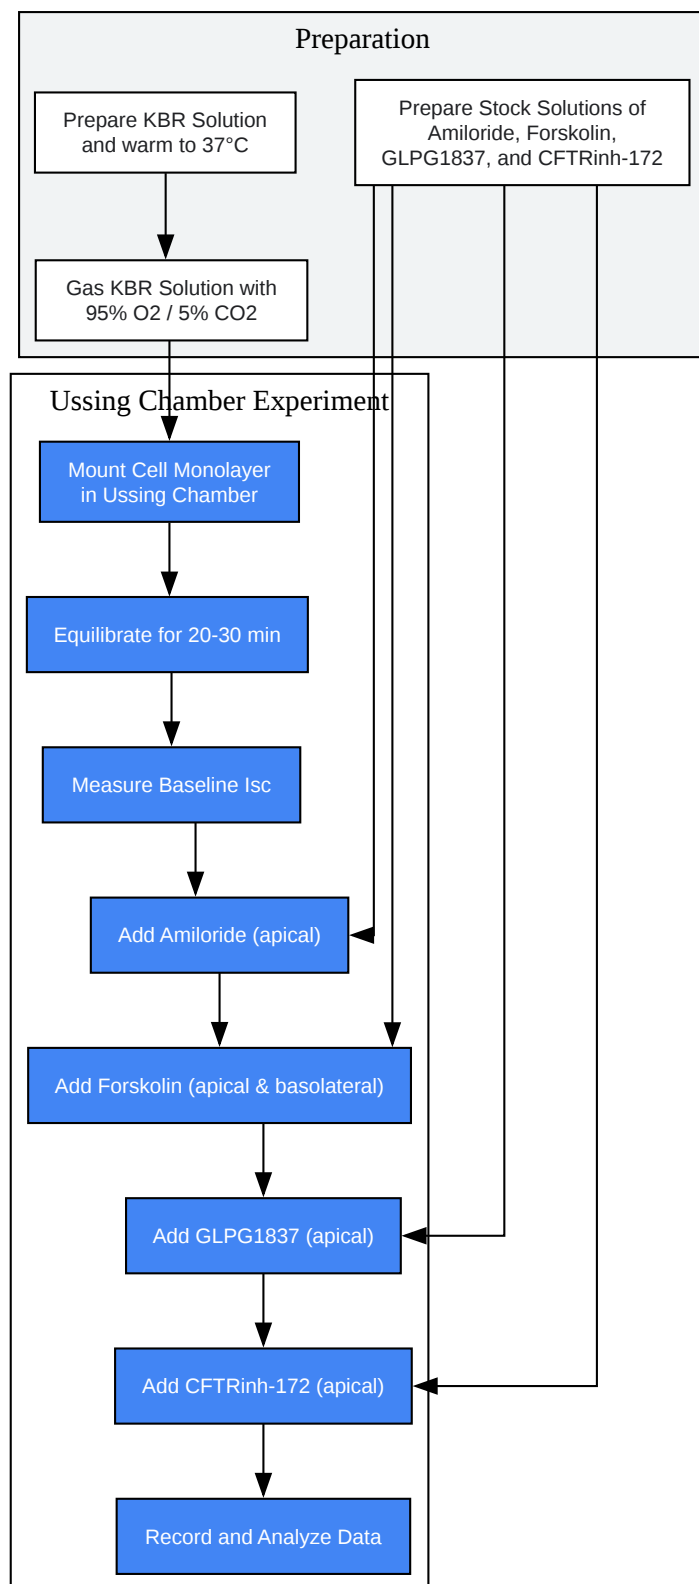 Preparation
Prepare KBR Solution
and warm to 37°C
Prepare Stock Solutions of
Amiloride, Forskolin,
GLPG1837, and CFTRinh-172
Gas KBR Solution with
95% O2 / 5% CO2
Ussing Chamber Experiment
Mount Cell Monolayer
in Ussing Chamber
Equilibrate for 20-30 min
Measure Baseline Isc
Add Amiloride (apical)
Add Forskolin (apical & basolateral)
Add GLPG1837 (apical)
Add CFTRinh-172 (apical)
Record and Analyze Data